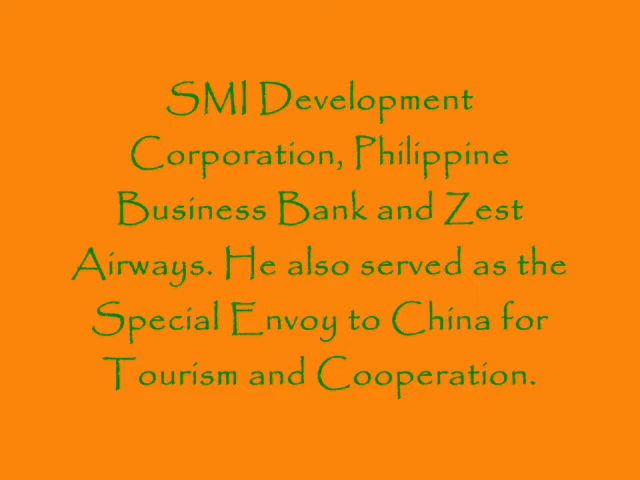 SMI Development
Corporation, Philippine
Business Bank and Zest
Airways. He also served as the
Special Envoy to China for
Tourism and Cooperation.